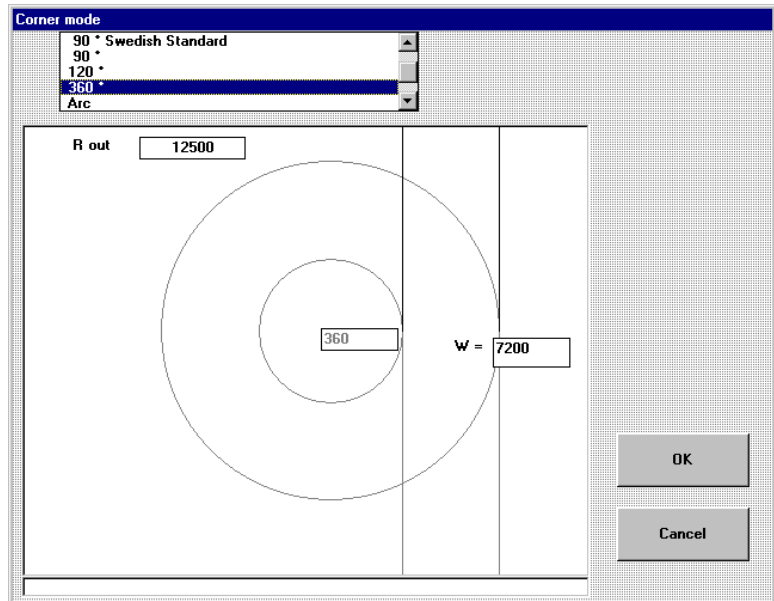 Corner mode
90 ° Swedish Standard
90 °
120 °
360 °
Arc
R out 12500
360
W = 7200
OK
Cancel